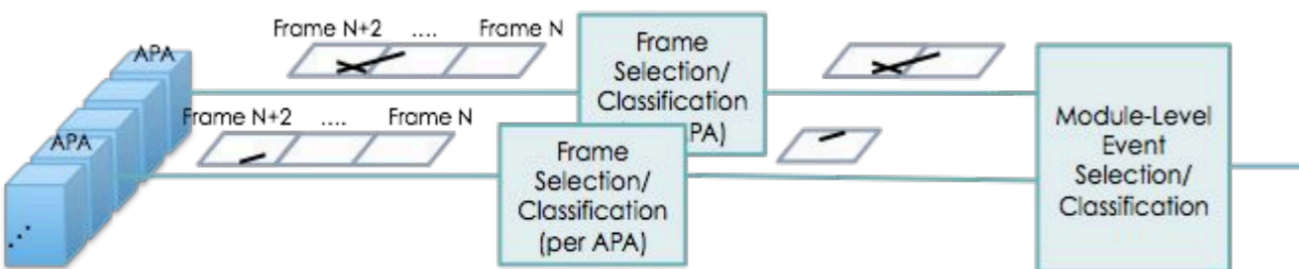 Frame N+2 .... Frame N
Frame
Selection/
Classification
PA)
APA
Frame N+2 .... Frame N
APA
Frame
Selection/
Classification
(per APA)
Module-Level
Event
Selection/
Classification